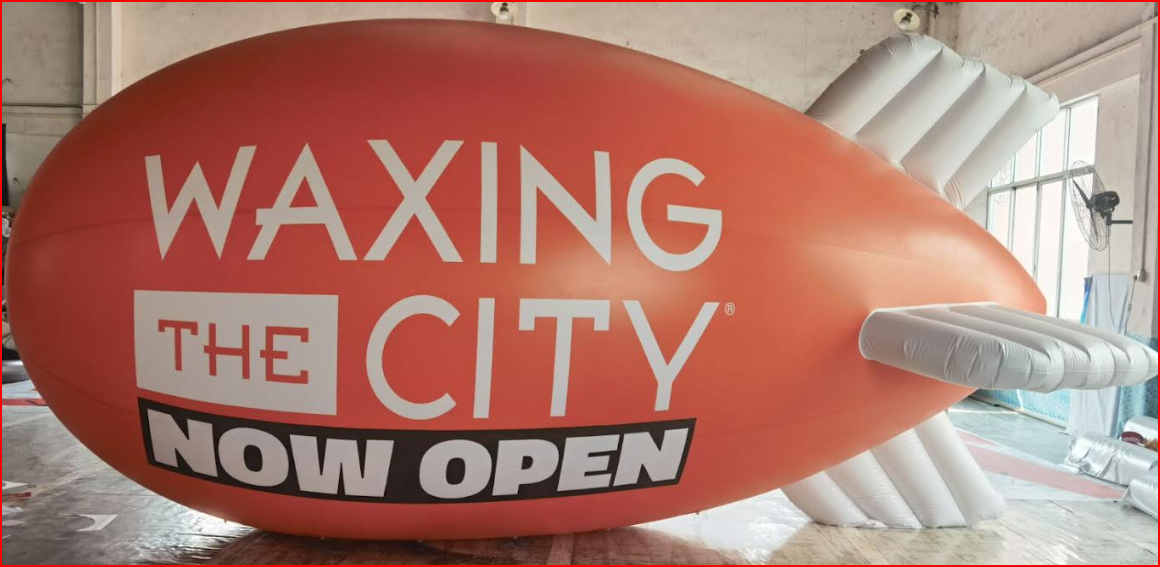 WAXING
THE CITY®
NOW OPEN